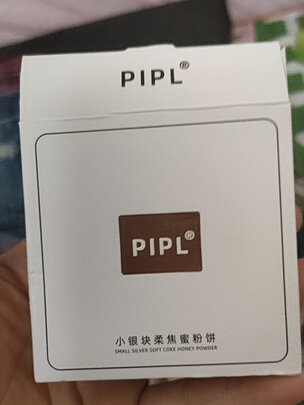 PIPL®
PIPL®
小银块柔焦蜜粉饼
SMALL SILVER SOFT COKE HONEY POWDER